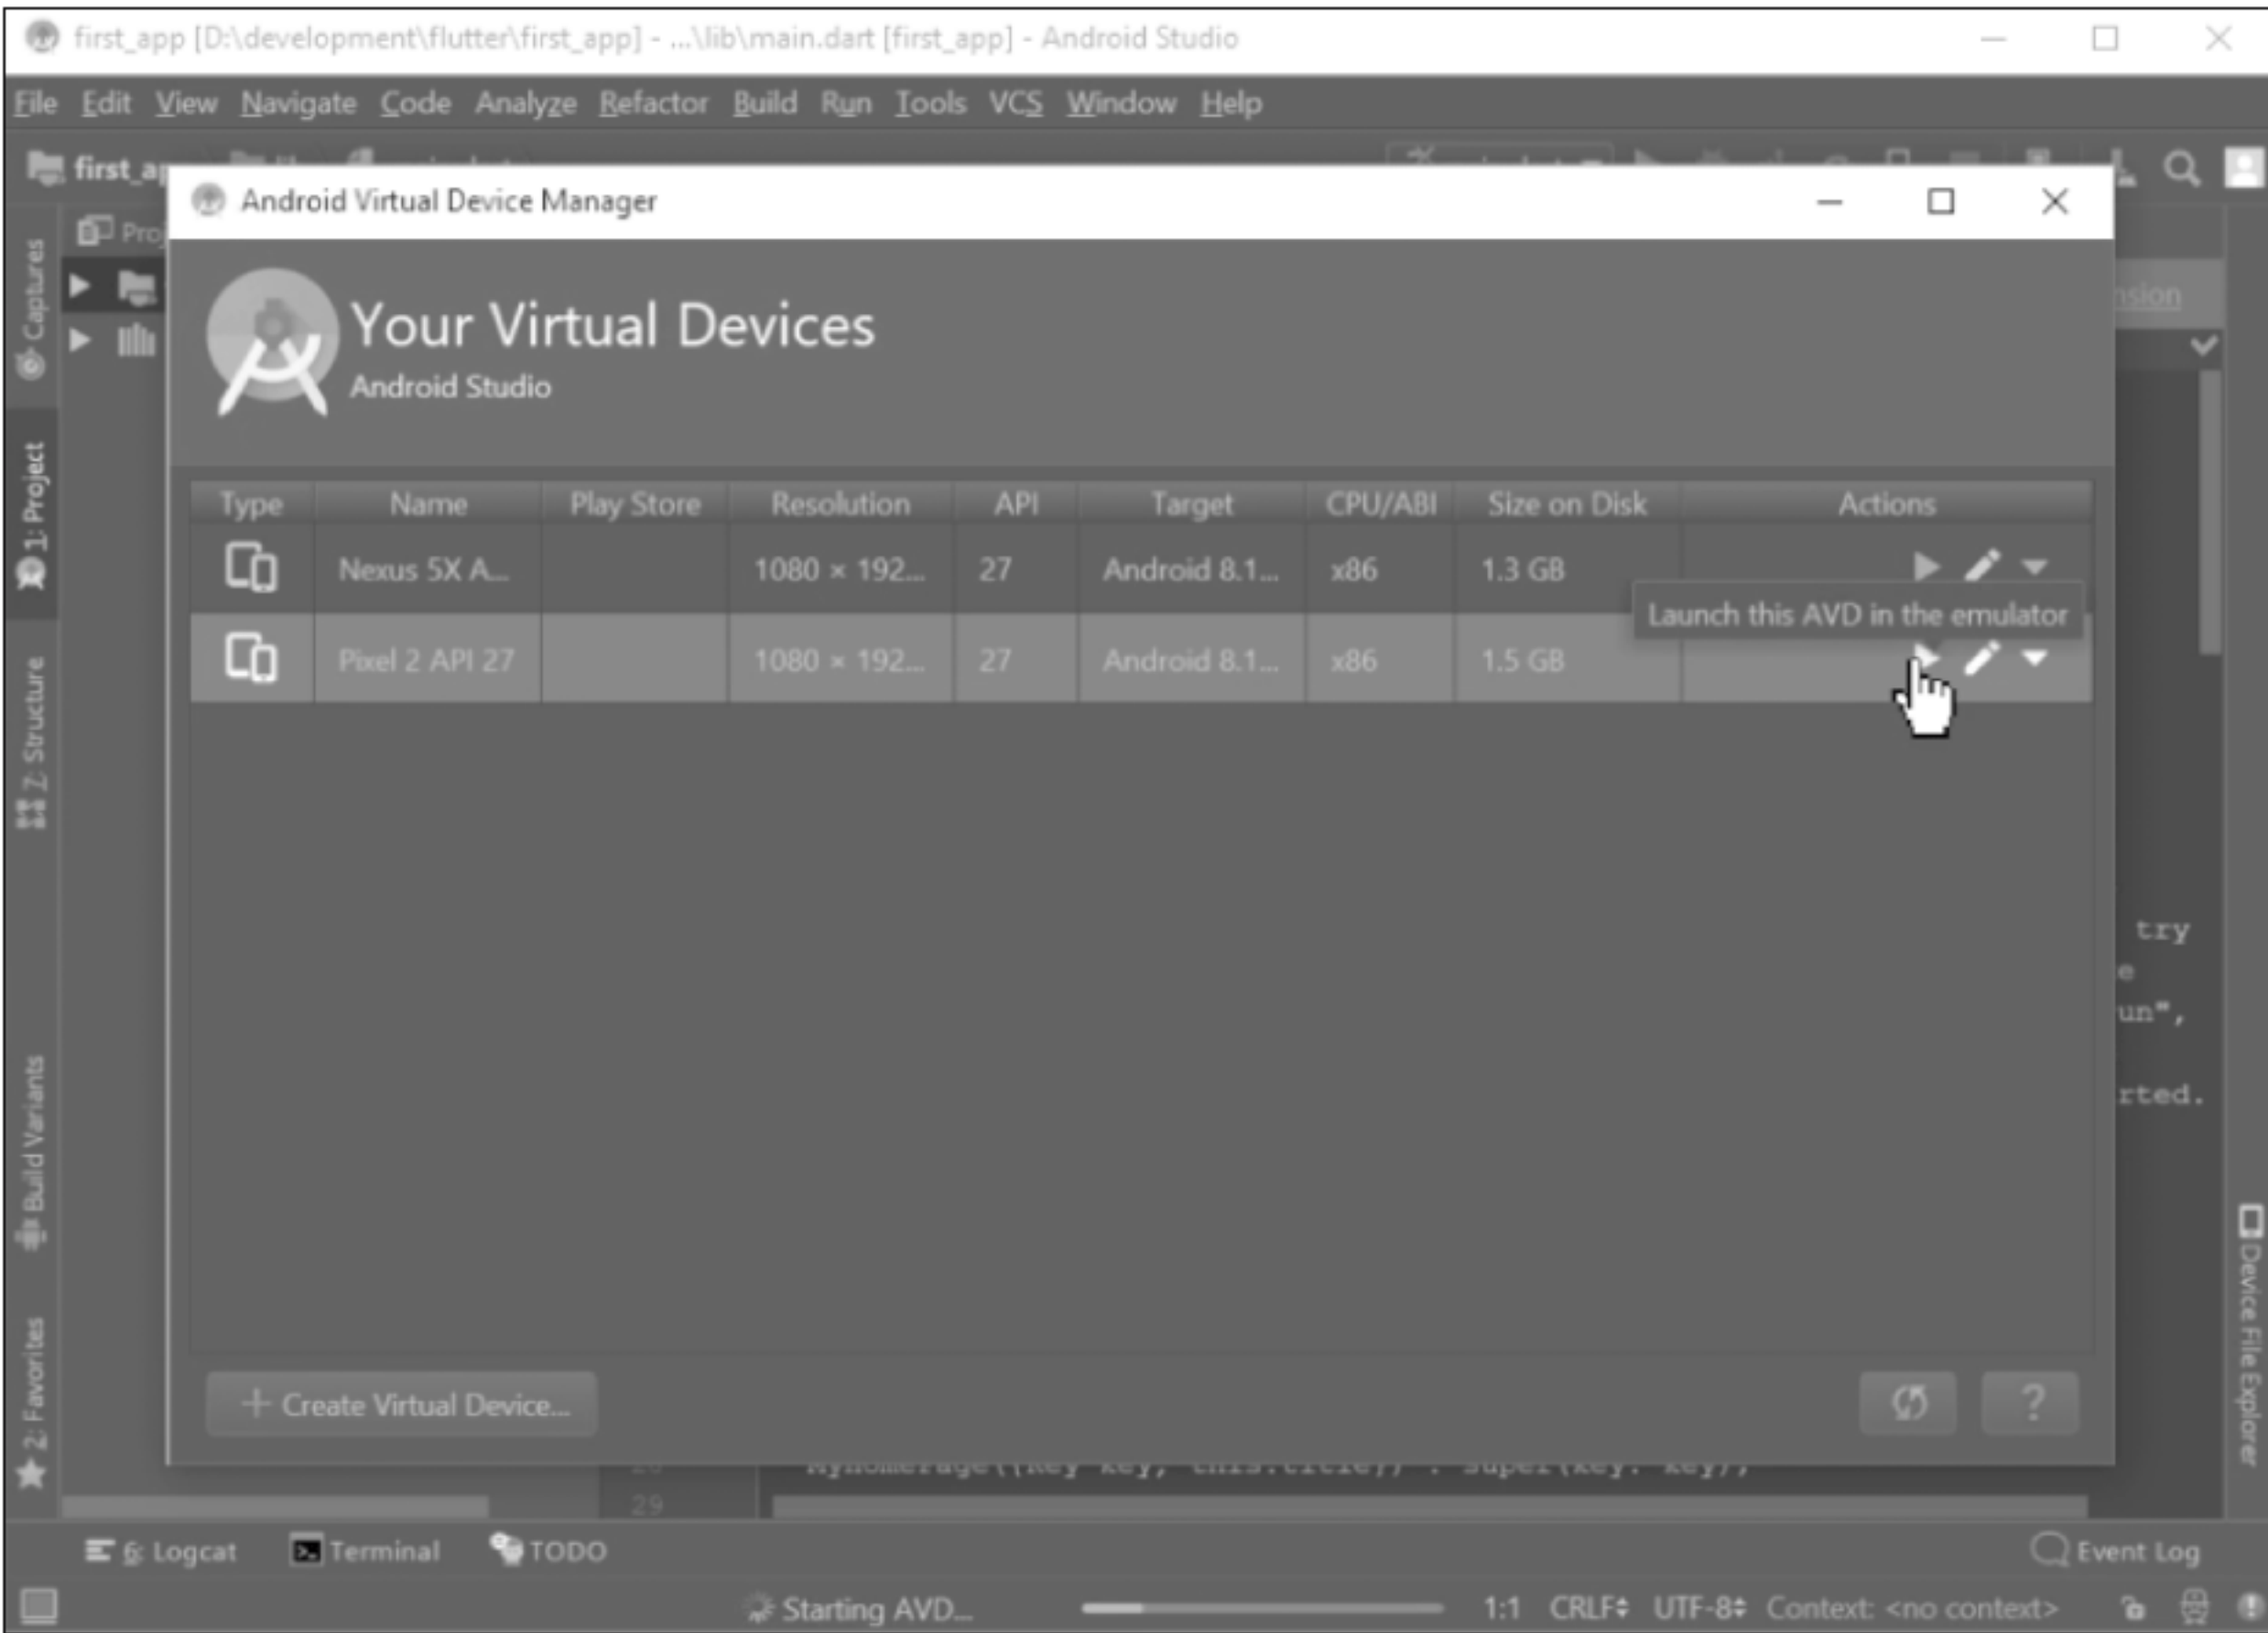 first_app [D:\development\flutter\first_app] - ...\lib\main.dart [first_app] - Android Studio
File Edit View Navigate Code Analyze Refactor Build Run Tools VCS Window Help
Android Virtual Device Manager
Your Virtual Devices
Android Studio
Type Name Play Store Resolution API Target CPU/ABI Size on Disk Actions
Nexus 5X A... 1080 × 192... 27 Android 8.1... x86 1.3 GB
Launch this AVD in the emulator
Pixel 2 API 27 1080 × 192... 27 Android 8.1... x86 1.5 GB
Captures
1: Project
7: Structure
Build Variants
2: Favorites
try
e
un",
rted.
Device File Explorer
+ Create Virtual Device...
?
29
6: Logcat Terminal TODO Event Log
Starting AVD... 1:1 CRLF UTF-8 Context: <no context>